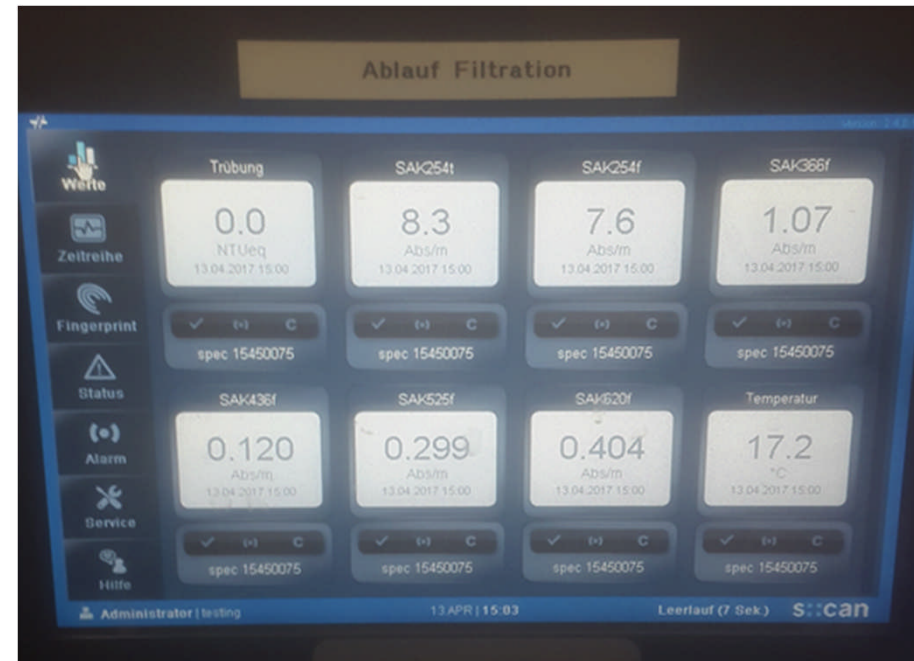 Ablauf Filtration
Werte
Zeitreihe
Fingerprint
Status
Alarm
Service
Hilfe
Trübung
0.0
NTUeq
13.04.2017 15:00
C
spec 15450075
SAK254t
8.3
Abs/m
13.04.2017 15:00
C
spec 15450075
SAK254f
7.6
Abs/m
13.04.2017 15:00
C
spec 15450075
SAK366f
1.07
Abs/m
13.04.2017 15:00
C
spec 15450075
SAK436f
0.120
Abs/m
13.04.2017 15:00
C
spec 15450075
SAK525f
0.299
Abs/m
13.04.2017 15:00
C
spec 15450075
SAK620f
0.404
Abs/m
13.04.2017 15:00
C
spec 15450075
Temperatur
17.2
°C
13.04.2017 15:00
C
spec 15450075
Administrator | testing
13.APR | 15:03
Leerlauf (7 Sek.)
s::can